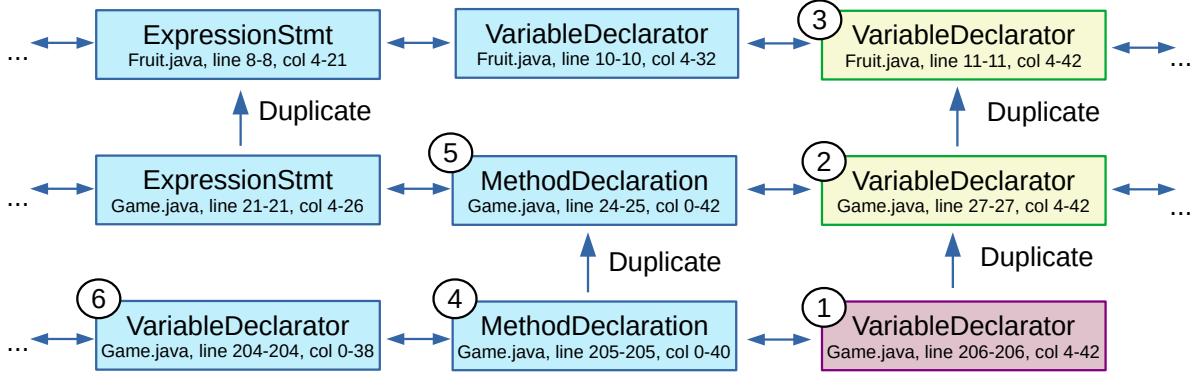 3
... ExpressionStmt VariableDeclarator VariableDeclarator ...
Fruit.java, line 8-8, col 4-21 Fruit.java, line 10-10, col 4-32 Fruit.java, line 11-11, col 4-42
Duplicate Duplicate
5 2
... ExpressionStmt MethodDeclaration VariableDeclarator ...
Game.java, line 21-21, col 4-26 Game.java, line 24-25, col 0-42 Game.java, line 27-27, col 4-42
Duplicate Duplicate
6 4 1
... VariableDeclarator MethodDeclaration VariableDeclarator
Game.java, line 204-204, col 0-38 Game.java, line 205-205, col 0-40 Game.java, line 206-206, col 4-42